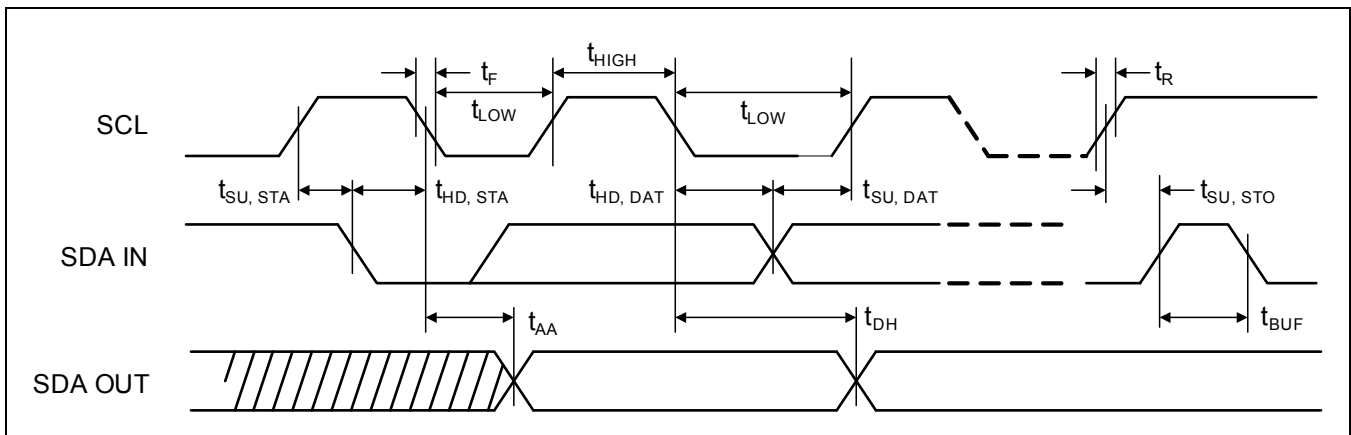 tF
tHIGH
tR
SCL
tLOW
tLOW
tSU, STA
tHD, STA
tHD, DAT
tSU, DAT
tSU, STO
SDA IN
tAA
tDH
tBUF
SDA OUT